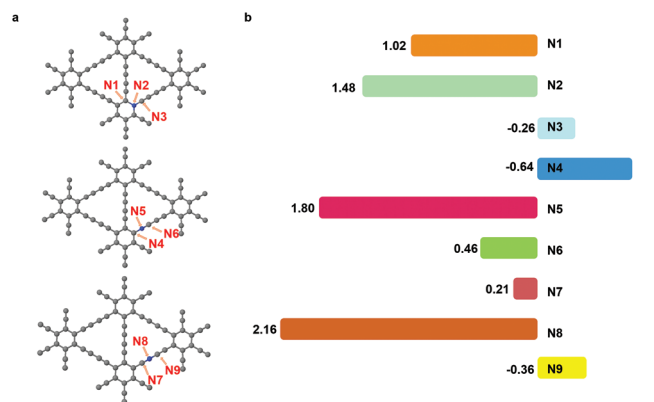 a
N1 N2
N3
N5
N6
N4
N8
N9
N7
b
1.02 N1
1.48 N2
-0.26 N3
-0.64 N4
1.80 N5
0.46 N6
0.21 N7
2.16 N8
-0.36 N9